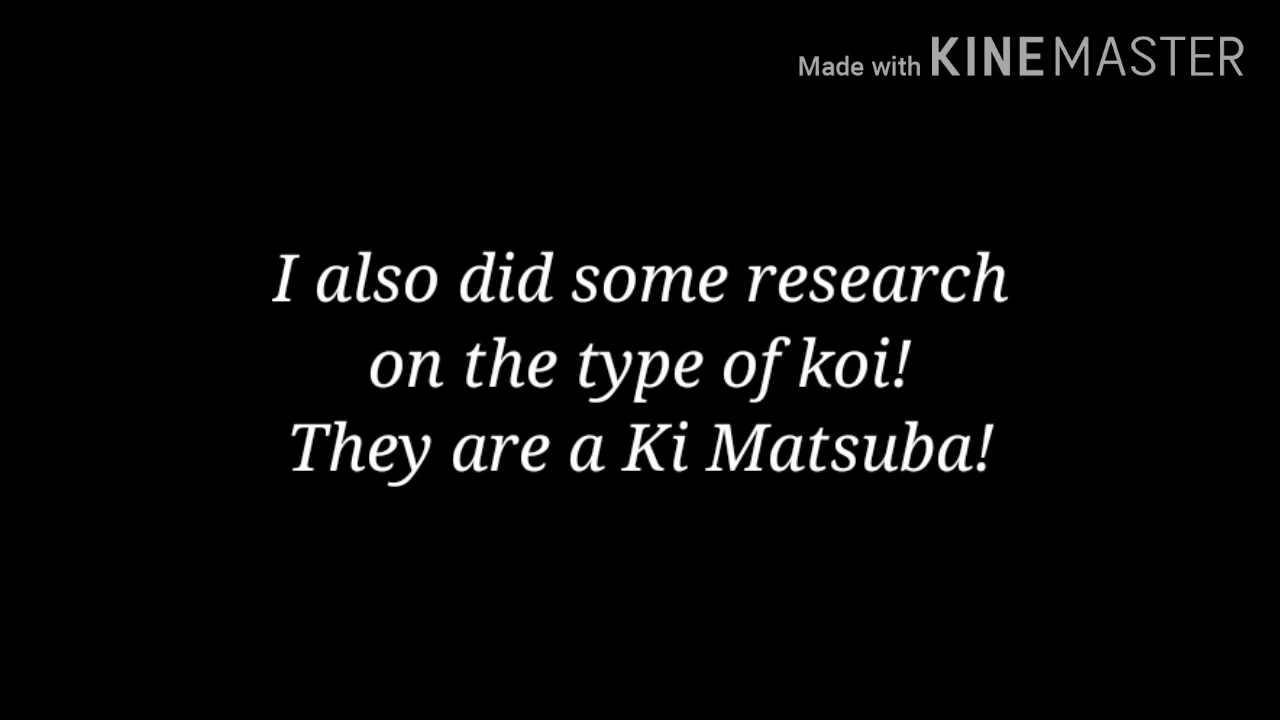 Made with KINEMASTER
I also did some research
on the type of koi!
They are a Ki Matsuba!